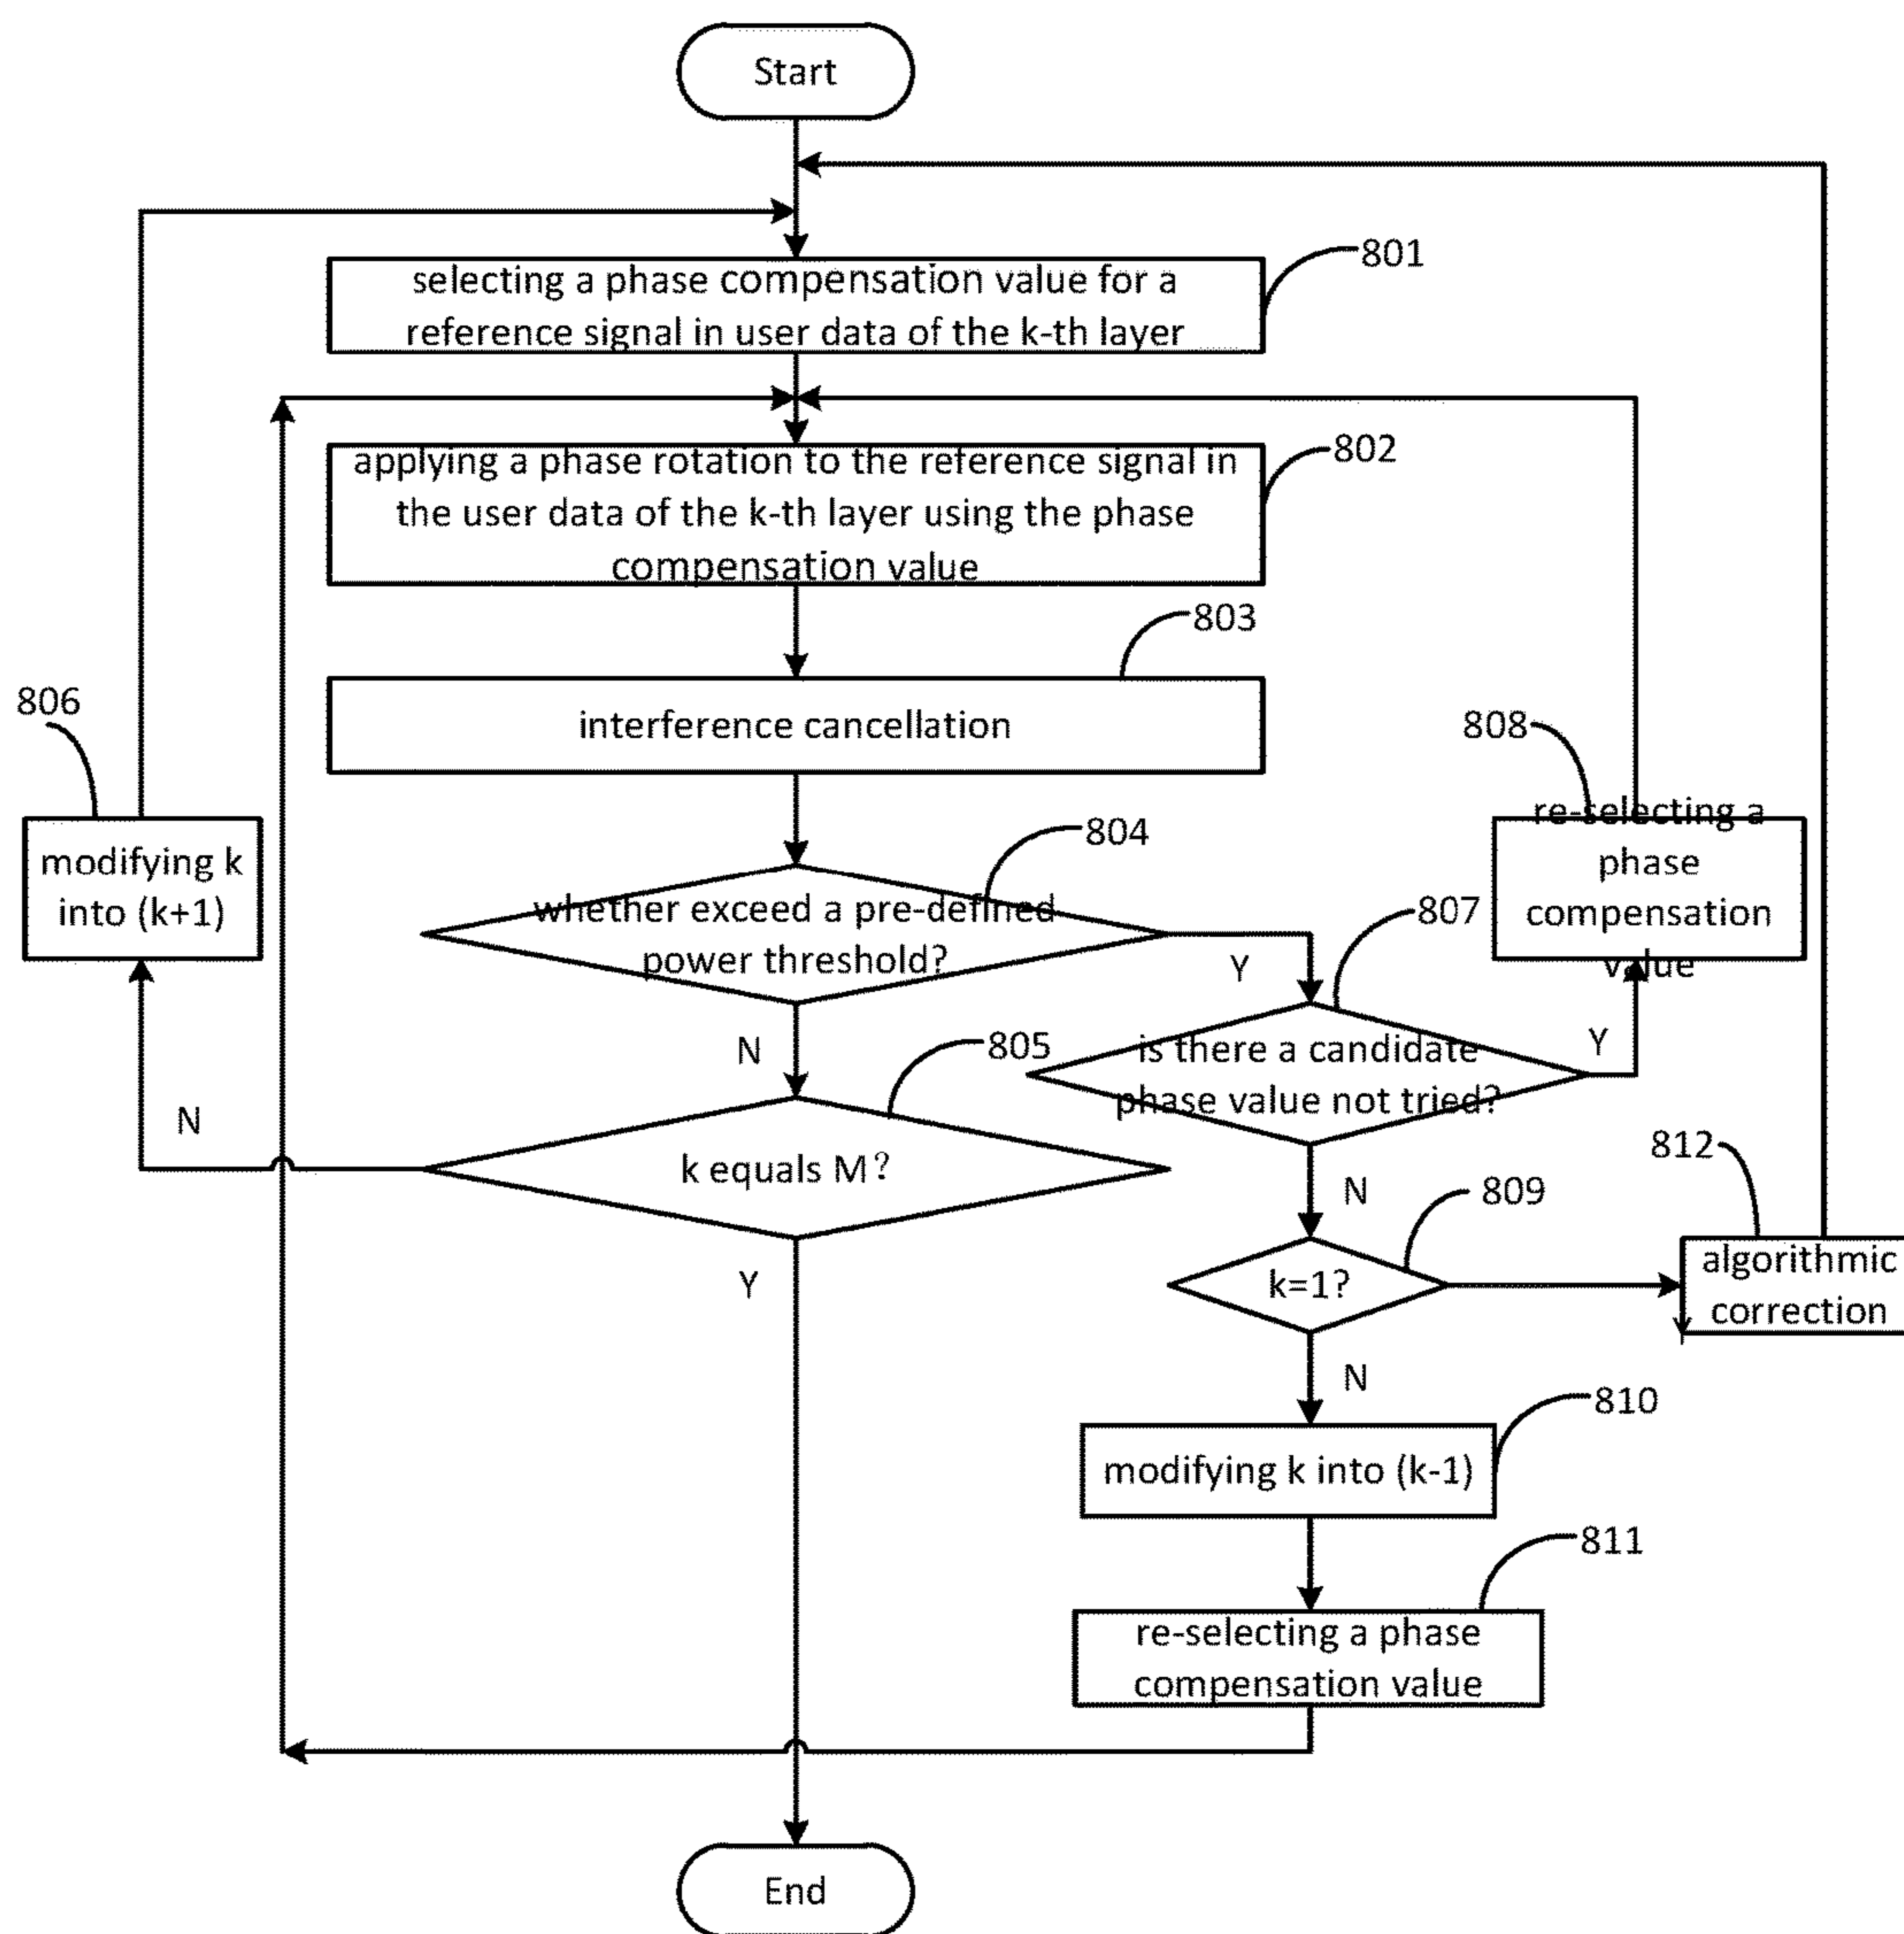 Start
801
selecting a phase compensation value for a
reference signal in user data of the k-th layer
802
applying a phase rotation to the reference signal in
the user data of the k-th layer using the phase
compensation value
803
interference cancellation
806
modifying k
into (k+1)
808
re-selecting a
phase
compensation
value
804
whether exceed a pre-defined
power threshold?
807
Y
N
805
is there a candidate
phase value not tried?
Y
N
k equals M?
812
N
809
Y
k=1?
algorithmic
correction
N
810
modifying k into (k-1)
811
re-selecting a phase
compensation value
End